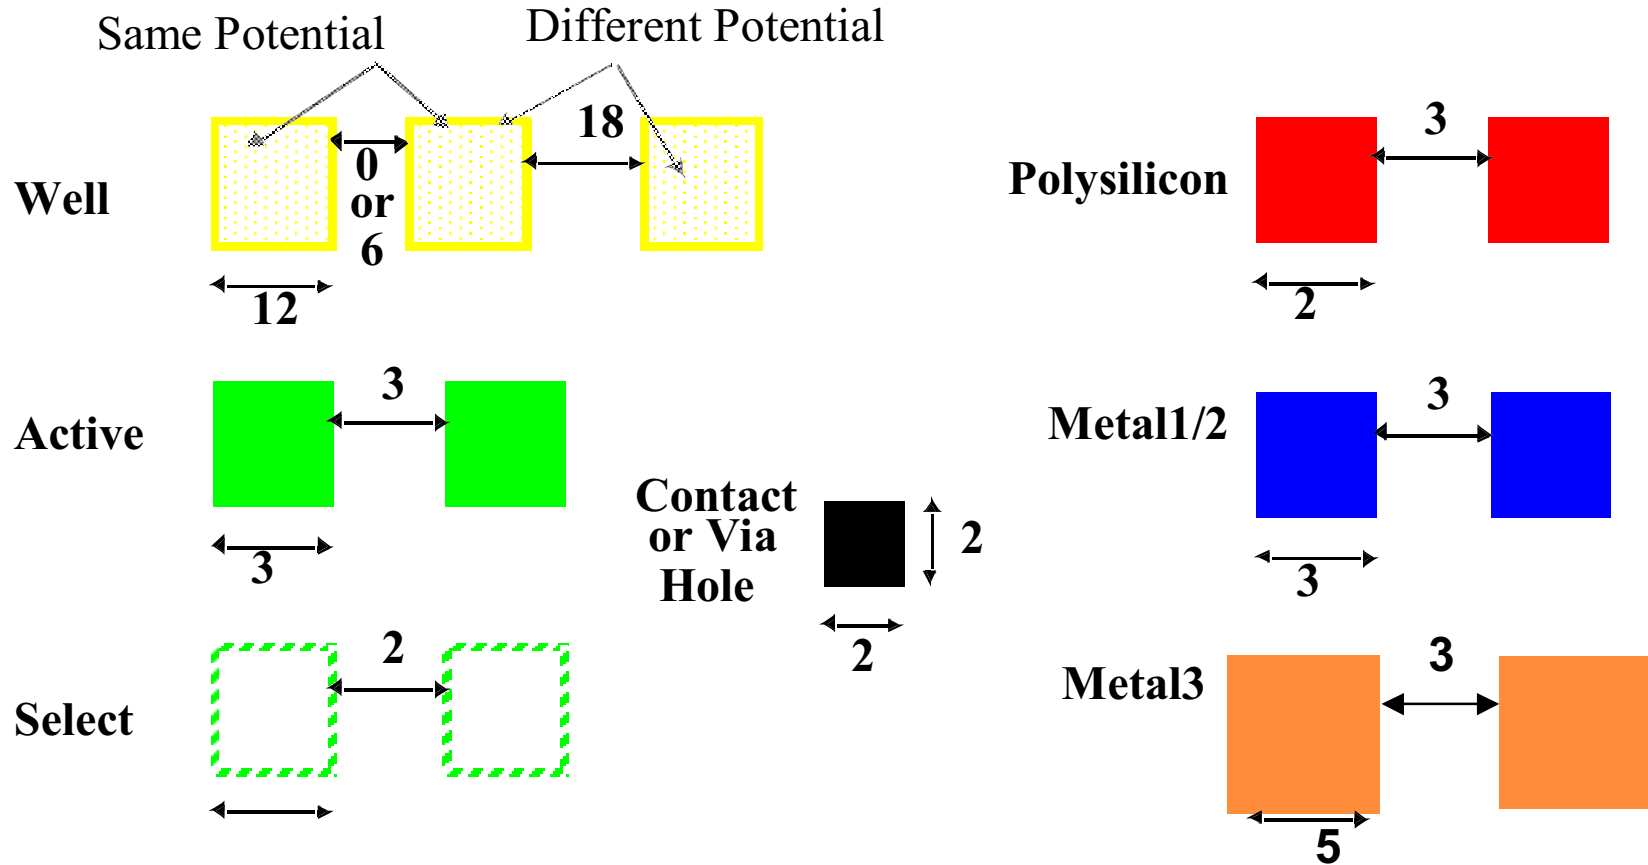 Same Potential
Different Potential
Well
0
or
6
18
12
Polysilicon
3
2
Active
3
3
Metal1/2
3
3
Contact
or Via
Hole
2
2
Select
2
Metal3
3
5